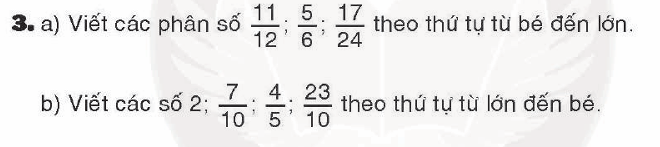 3. a) Viết các phân số 11/12; 5/6; 17/24 theo thứ tự từ bé đến lớn.
b) Viết các số 2; 7/10; 4/5; 23/10 theo thứ tự từ lớn đến bé.